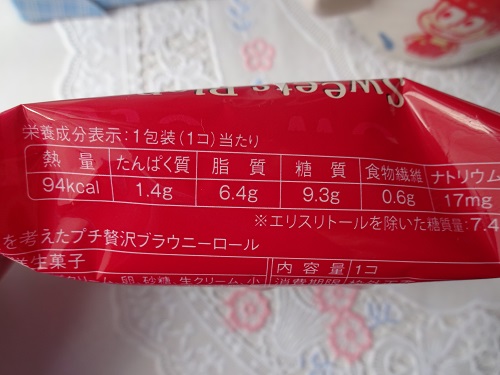 Sweets
栄養成分表示:1包装(1コ)当たり
熱量 たんぱく質 脂質 糖質 食物繊維 ナトリウム
94kcal 1.4g 6.4g 9.3g 0.6g 17mg
※エリスリトールを除いた糖質量:7.4
を考えたプチ贅沢ブラウニーロール
生菓子
内容量 1コ
卵、砂糖、生クリーム、小
消費期限